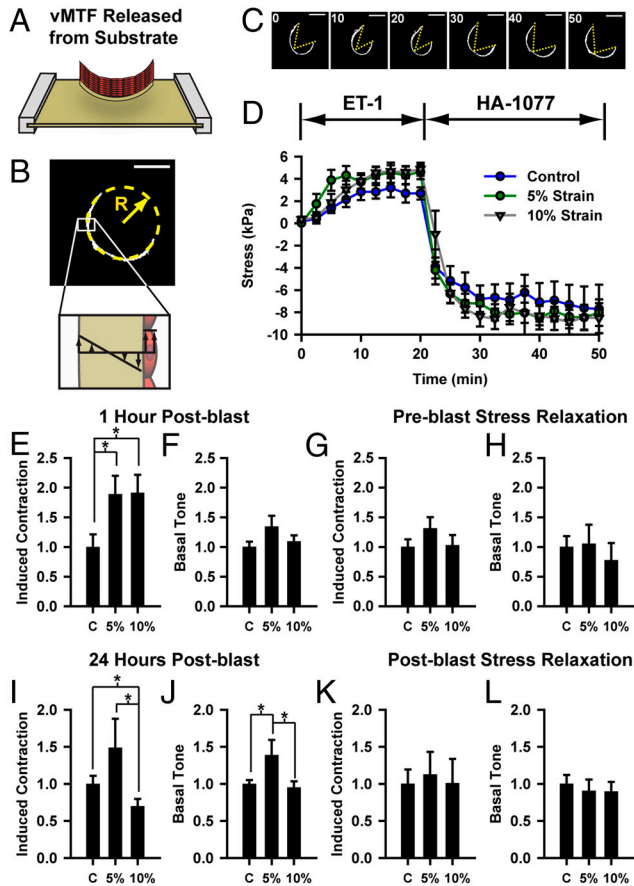 A
vMTF Released
from Substrate
B
R
C
0
10
20
30
40
50
D
ET-1
HA-1077
Stress (kPa)
6
4
2
0
-2
-4
-6
-8
-10
Control
5% Strain
10% Strain
0
10
20
30
40
50
Time (min)
1 Hour Post-blast
Pre-blast Stress Relaxation
E
Induced Contraction
2.5
2.0
1.5
1.0
0.5
0.0
*
*
C 5% 10%
F
Basal Tone
2.5
2.0
1.5
1.0
0.5
0.0
C 5% 10%
G
Induced Contraction
2.5
2.0
1.5
1.0
0.5
0.0
C 5% 10%
H
Basal Tone
2.5
2.0
1.5
1.0
0.5
0.0
C 5% 10%
24 Hours Post-blast
Post-blast Stress Relaxation
I
Induced Contraction
2.0
1.5
1.0
0.5
0.0
*
*
C 5% 10%
J
Basal Tone
2.0
1.5
1.0
0.5
0.0
*
*
C 5% 10%
K
Induced Contraction
2.0
1.5
1.0
0.5
0.0
C 5% 10%
L
Basal Tone
2.0
1.5
1.0
0.5
0.0
C 5% 10%